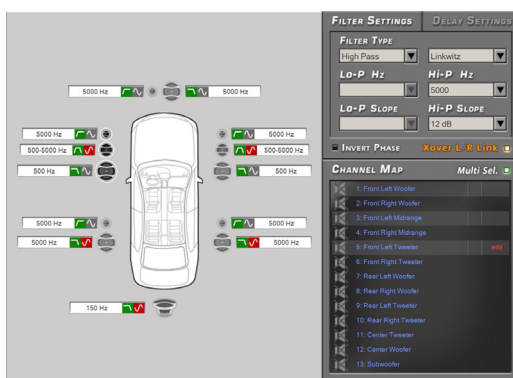 FILTER SETTINGS
DELAY SETTINGS
FILTER TYPE
High Pass
Linkwitz
LO-P HZ
HI-P HZ
5000
LO-P SLOPE
HI-P SLOPE
12 dB
INVERT PHASE
Xover L/R Link
CHANNEL MAP
Multi Sel.
1: Front Left Woofer
2: Front Right Woofer
3: Front Left Midrange
4: Front Right Midrange
5: Front Left Tweeter edit
6: Front Right Tweeter
7: Rear Left Woofer
8: Rear Right Woofer
9: Rear Left Tweeter
10: Rear Right Tweeter
11: Center Tweeter
12: Center Woofer
13: Subwoofer
5000 Hz 5000 Hz
5000 Hz 5000 Hz
500-5000 Hz 500-5000 Hz
500 Hz 500 Hz
5000 Hz 5000 Hz
5000 Hz 5000 Hz
150 Hz